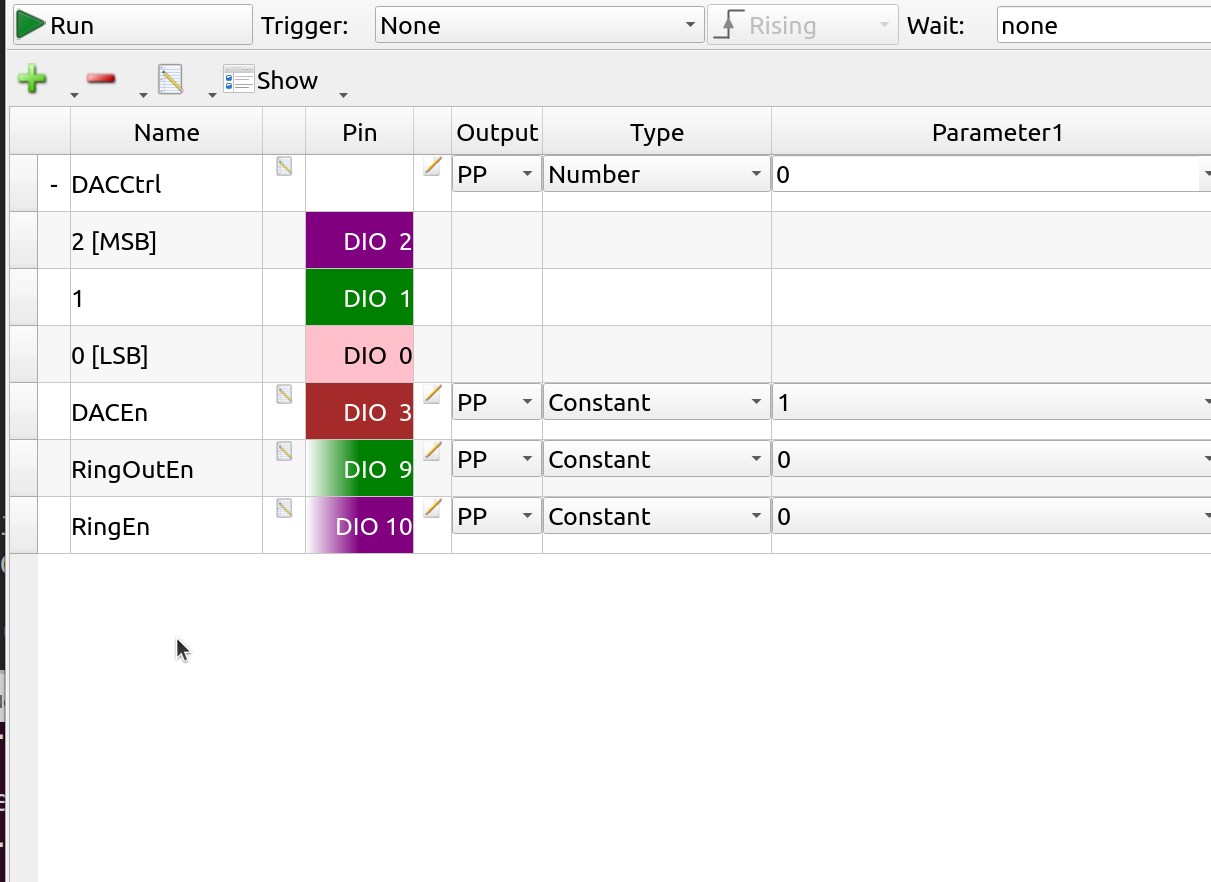 Run Trigger: None Rising Wait: none
Show
Name Pin Output Type Parameter1
- DACCtrl PP Number 0
2 [MSB] DIO 2
1 DIO 1
0 [LSB] DIO 0
DACEn DIO 3 PP Constant 1
RingOutEn DIO 9 PP Constant 0
RingEn DIO 10 PP Constant 0